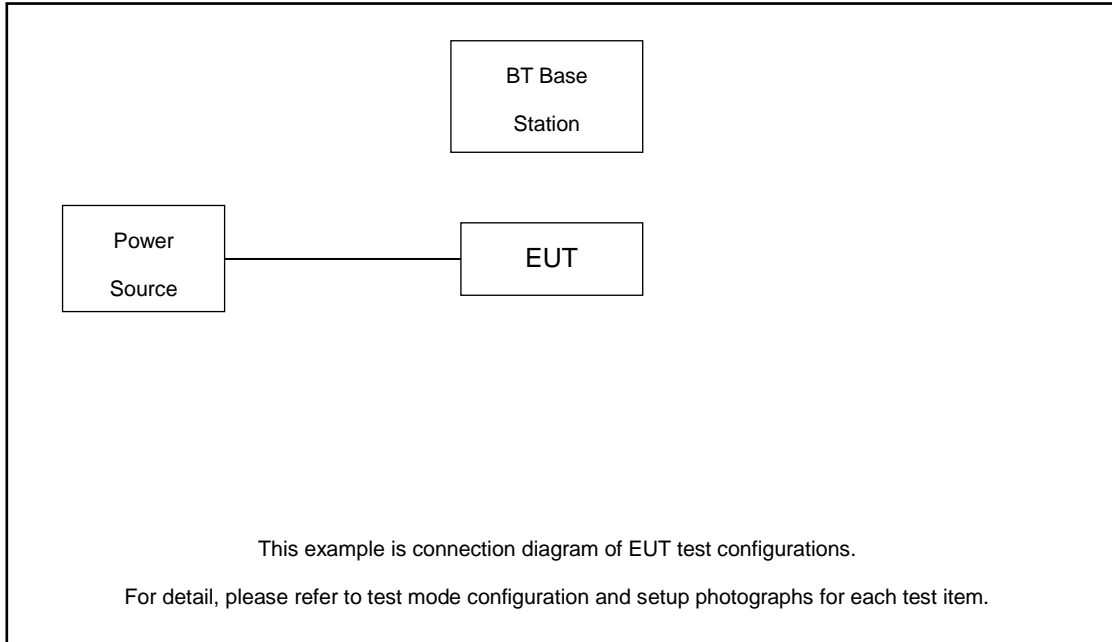 BT Base
Station
Power
Source
EUT
This example is connection diagram of EUT test configurations.
For detail, please refer to test mode configuration and setup photographs for each test item.